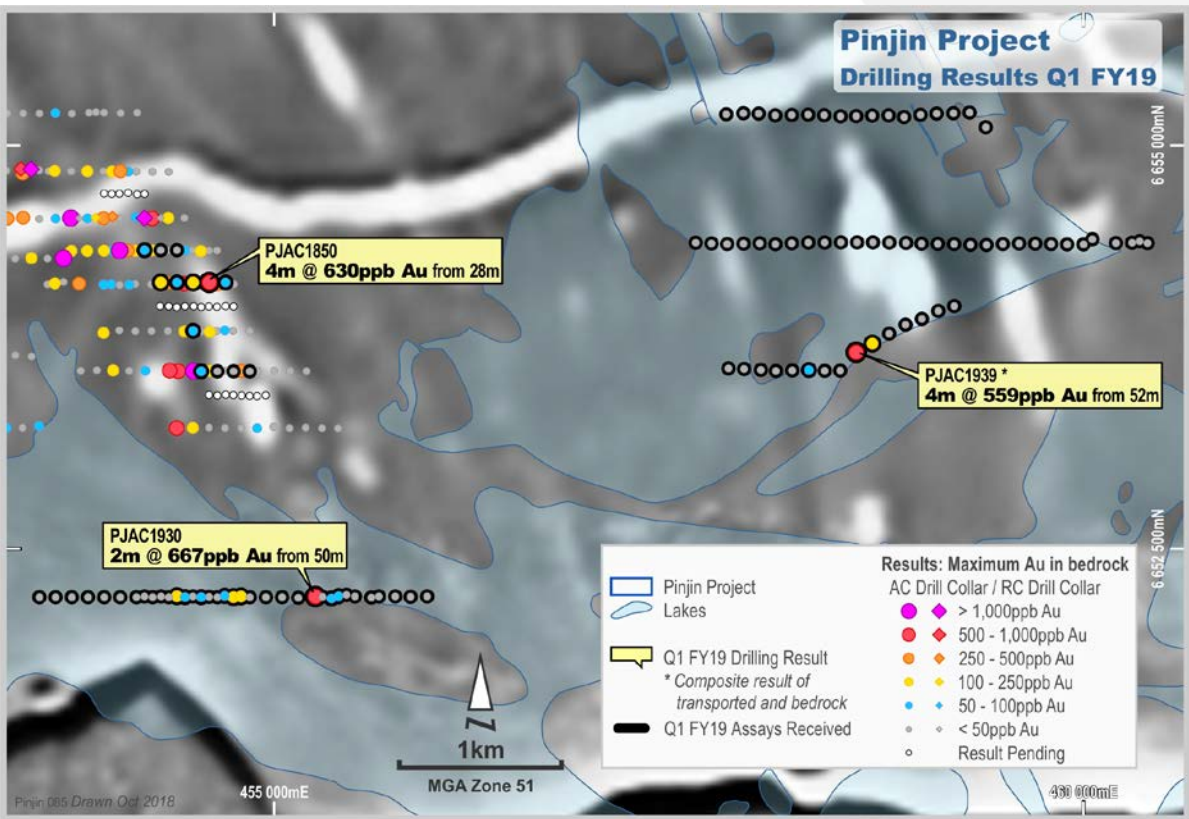 Pinjin Project
Drilling Results Q1 FY19
6 655 000mN
PJAC1850
4m @ 630ppb Au from 28m
PJAC1939 *
4m @ 559ppb Au from 52m
PJAC1930
2m @ 667ppb Au from 50m
6 652 500mN
Pinjin Project
Lakes
Q1 FY19 Drilling Result
* Composite result of
transported and bedrock
Q1 FY19 Assays Received
Results: Maximum Au in bedrock
AC Drill Collar / RC Drill Collar
> 1,000ppb Au
500 - 1,000ppb Au
250 - 500ppb Au
100 - 250ppb Au
50 - 100ppb Au
< 50ppb Au
Result Pending
N
1km
MGA Zone 51
Pinjin 065 Drawn Oct 2018
455 000mE
460 000mE